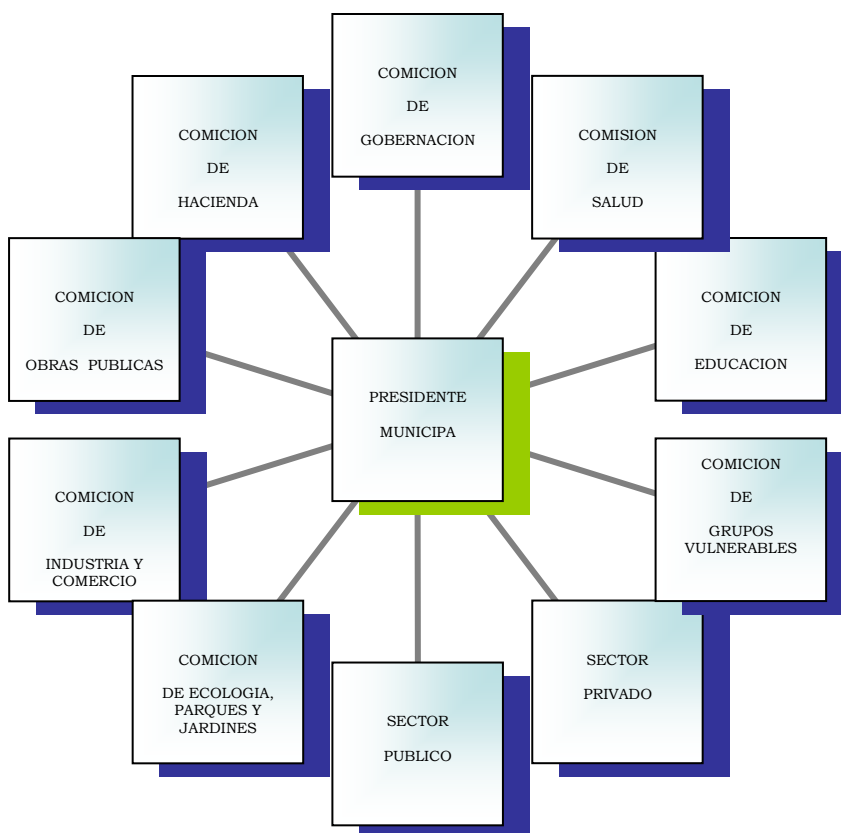 COMICION
DE
GOBERNACION
COMISION
DE
SALUD
COMICION
DE
EDUCACION
COMICION
DE
GRUPOS
VULNERABLES
SECTOR
PRIVADO
SECTOR
PUBLICO
COMICION
DE ECOLOGIA,
PARQUES Y
JARDINES
COMICION
DE
INDUSTRIA Y
COMERCIO
COMICION
DE
OBRAS PUBLICAS
COMICION
DE
HACIENDA
PRESIDENTE
MUNICIPA